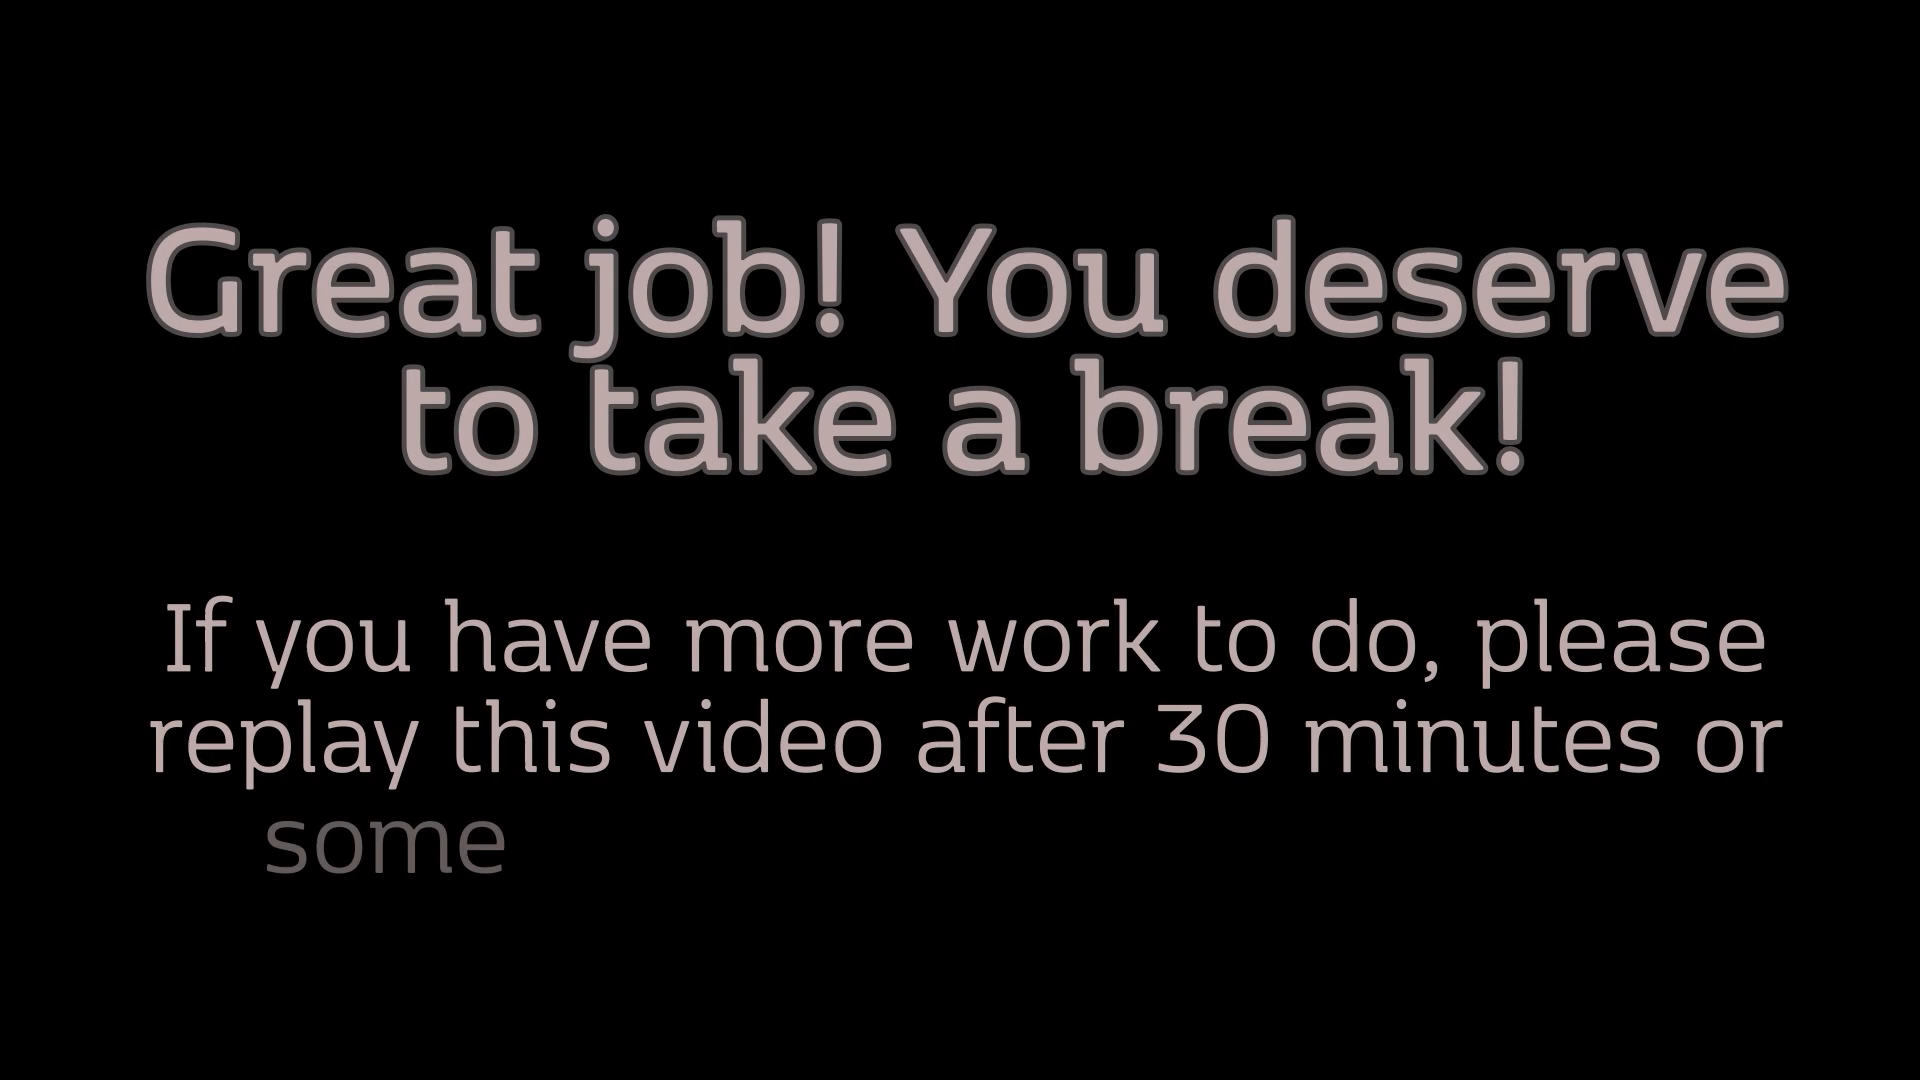 Great job! You deserve
to take a break!
If you have more work to do, please
replay this video after 30 minutes or
some